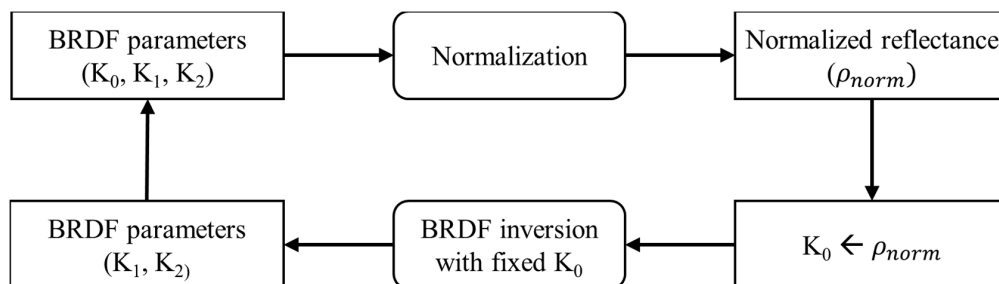 BRDF parameters
(K₀, K₁, K₂)
Normalization
Normalized reflectance
(ρₙₒᵣₘ)
BRDF parameters
(K₁, K₂₎
BRDF inversion
with fixed K₀
K₀ ← ρₙₒᵣₘ